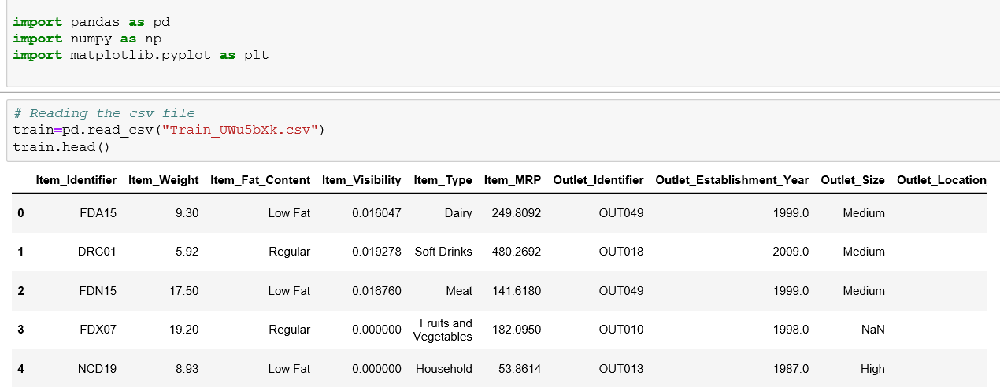 import pandas as pd
import numpy as np
import matplotlib.pyplot as plt
# Reading the csv file
train=pd.read_csv("Train_UWu5bXk.csv")
train.head()
Item_Identifier Item_Weight Item_Fat_Content Item_Visibility Item_Type Item_MRP Outlet_Identifier Outlet_Establishment_Year Outlet_Size Outlet_Location_
0 FDA15 9.30 Low Fat 0.016047 Dairy 249.8092 OUT049 1999.0 Medium
1 DRC01 5.92 Regular 0.019278 Soft Drinks 480.2692 OUT018 2009.0 Medium
2 FDN15 17.50 Low Fat 0.016760 Meat 141.6180 OUT049 1999.0 Medium
3 FDX07 19.20 Regular 0.000000 Fruits and Vegetables 182.0950 OUT010 1998.0 NaN
4 NCD19 8.93 Low Fat 0.000000 Household 53.8614 OUT013 1987.0 High